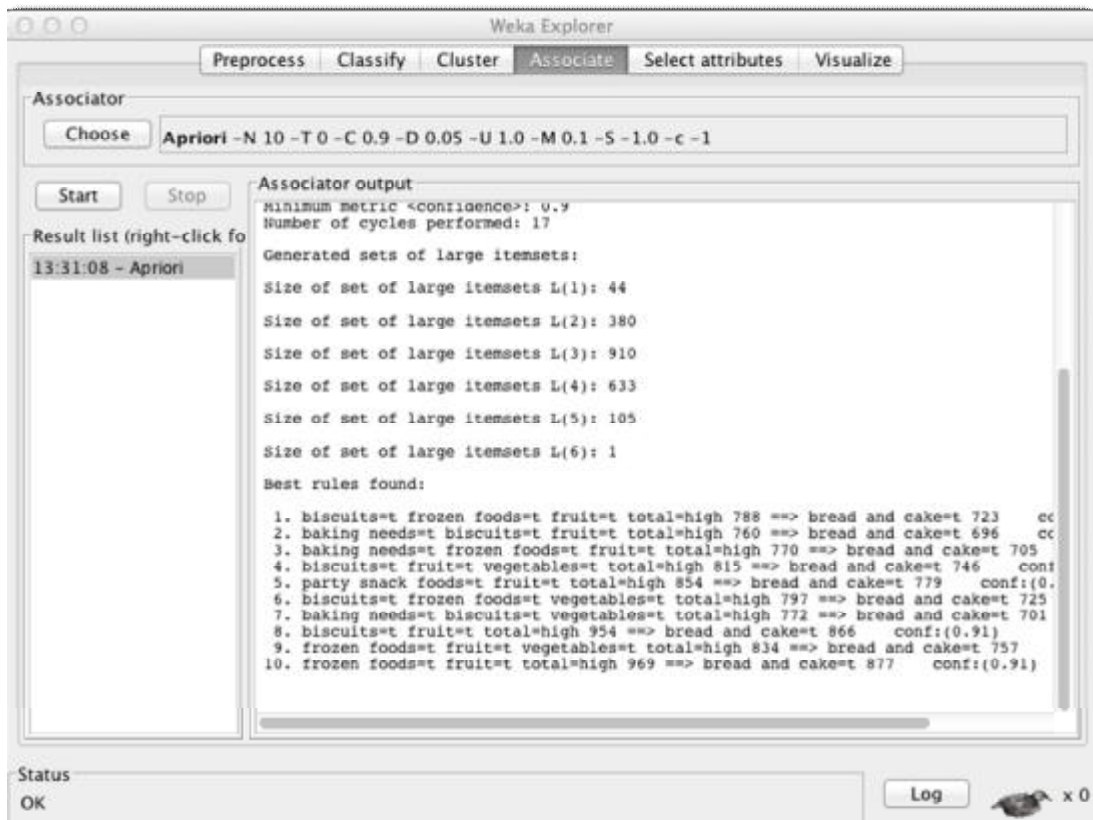 Weka Explorer
Preprocess Classify Cluster Associate Select attributes Visualize
Associator
Choose Apriori -N 10 -T 0 -C 0.9 -D 0.05 -U 1.0 -M 0.1 -S -1.0 -c -1
Start Stop
Result list (right-click fo
13:31:08 - Apriori
Associator output
Minimum metric <confidence>: 0.9
Number of cycles performed: 17
Generated sets of large itemsets:
Size of set of large itemsets L(1): 44
Size of set of large itemsets L(2): 380
Size of set of large itemsets L(3): 910
Size of set of large itemsets L(4): 633
Size of set of large itemsets L(5): 105
Size of set of large itemsets L(6): 1
Best rules found:
1. biscuits=t frozen foods=t fruit=t total=high 788 ==> bread and cake=t 723 co
2. baking needs=t biscuits=t fruit=t total=high 760 ==> bread and cake=t 696 co
3. baking needs=t frozen foods=t fruit=t total=high 770 ==> bread and cake=t 705
4. biscuits=t fruit=t vegetables=t total=high 815 ==> bread and cake=t 746 conf
5. party snack foods=t fruit=t total=high 854 ==> bread and cake=t 779 conf:(0.
6. biscuits=t frozen foods=t vegetables=t total=high 797 ==> bread and cake=t 725
7. baking needs=t biscuits=t vegetables=t total=high 772 ==> bread and cake=t 701
8. biscuits=t fruit=t total=high 954 ==> bread and cake=t 866 conf:(0.91)
9. frozen foods=t fruit=t vegetables=t total=high 834 ==> bread and cake=t 757
10. frozen foods=t fruit=t total=high 969 ==> bread and cake=t 877 conf:(0.91)
Status
OK
Log x 0